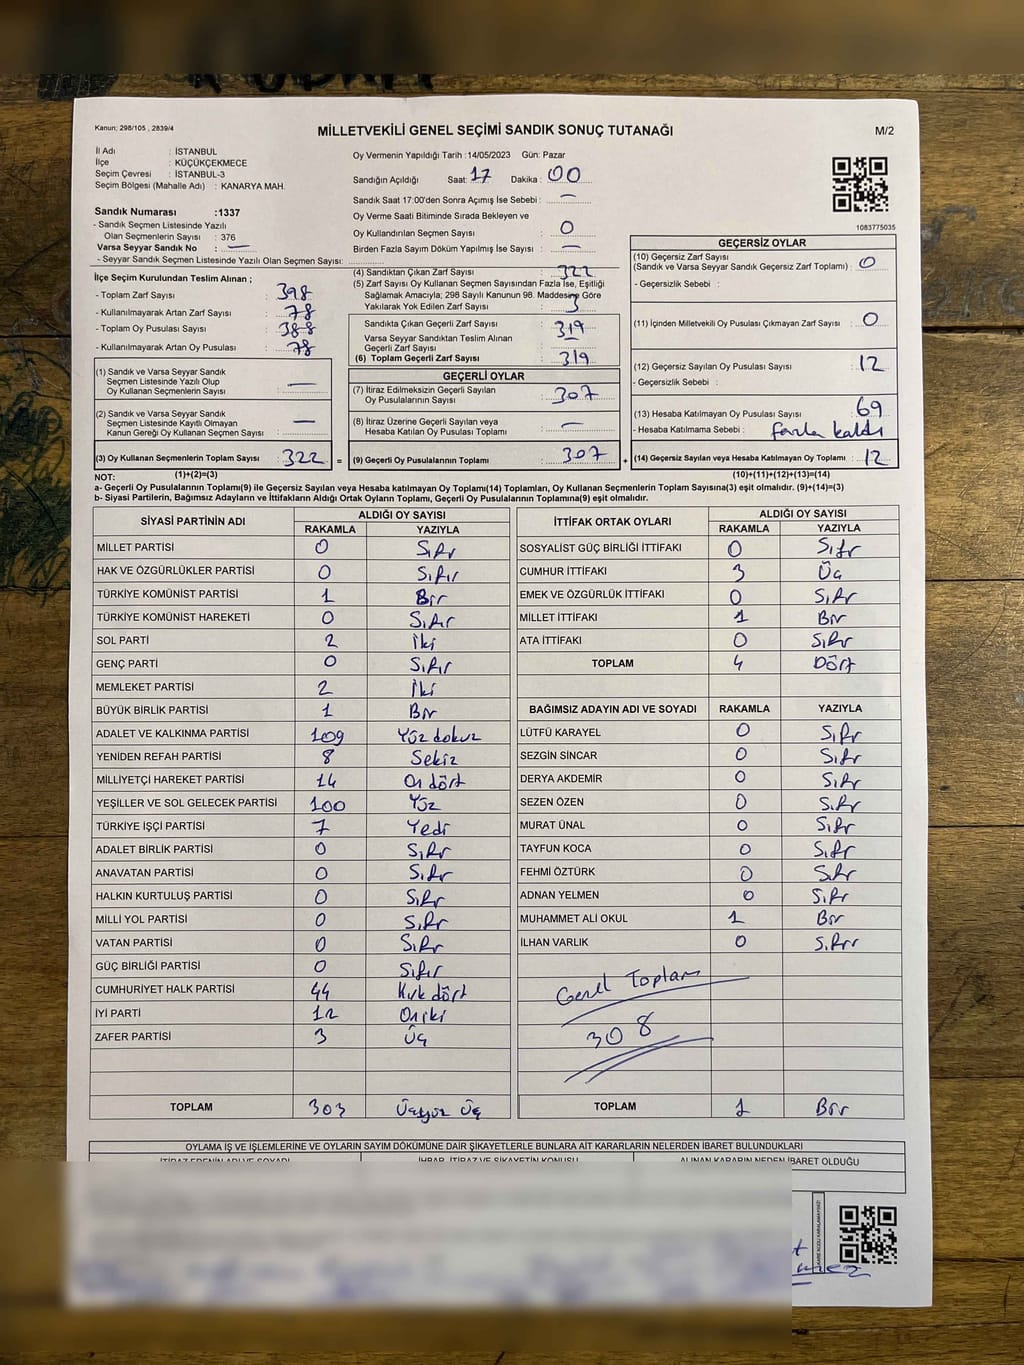 Kanun; 298/105 , 2839/4
MİLLETVEKİLİ GENEL SEÇİMİ SANDIK SONUÇ TUTANAĞI
M/2
İl Adı : İSTANBUL
İlçe : KÜÇÜKÇEKMECE
Seçim Çevresi : İSTANBUL-3
Seçim Bölgesi (Mahalle Adı) : KANARYA MAH.
Sandık Numarası :1337
- Sandık Seçmen Listesinde Yazılı
Olan Seçmenlerin Sayısı : 376
Varsa Seyyar Sandık No : —
- Seyyar Sandık Seçmen Listesinde Yazılı Olan Seçmen Sayısı:
Oy Vermenin Yapıldığı Tarih :14/05/2023 Gün: Pazar
Sandığın Açıldığı Saat: 17 Dakika : 00
Sandık Saat 17:00'den Sonra Açımış İse Sebebi : —
Oy Verme Saati Bitiminde Sırada Bekleyen ve
Oy Kullandırılan Seçmen Sayısı : 0
Birden Fazla Sayım Döküm Yapılmış İse Sayısı : —
1083775035
İlçe Seçim Kurulundan Teslim Alınan ;
- Toplam Zarf Sayısı : 398
- Kullanılmayarak Artan Zarf Sayısı : 78
- Toplam Oy Pusulası Sayısı : 388
- Kullanılmayarak Artan Oy Pusulası : 78
(4) Sandıktan Çıkan Zarf Sayısı : 322
(5) Zarf Sayısı Oy Kullanan Seçmen Sayısından Fazla İse, Eşitliği
Sağlamak Amacıyla; 298 Sayılı Kanunun 98. Maddesine Göre
Yakılarak Yok Edilen Zarf Sayısı : 3
Sandıkta Çıkan Geçerli Zarf Sayısı : 319
Varsa Seyyar Sandıktan Teslim Alınan
Geçerli Zarf Sayısı :
(6) Toplam Geçerli Zarf Sayısı : 319
GEÇERSİZ OYLAR
(10) Geçersiz Zarf Sayısı
(Sandık ve Varsa Seyyar Sandık Geçersiz Zarf Toplamı) : 0
- Geçersizlik Sebebi :
(11) İçinden Milletvekili Oy Pusulası Çıkmayan Zarf Sayısı : 0
(12) Geçersiz Sayılan Oy Pusulası Sayısı : 12
- Geçersizlik Sebebi :
(13) Hesaba Katılmayan Oy Pusulası Sayısı : 69
- Hesaba Katılmama Sebebi : fazla kaldı
(14) Geçersiz Sayılan veya Hesaba Katılmayan Oy Toplamı : 12
(1) Sandık ve Varsa Seyyar Sandık
Seçmen Listesinde Yazılı Olup
Oy Kullanan Seçmenlerin Sayısı : —
(2) Sandık ve Varsa Seyyar Sandık
Seçmen Listesinde Kayıtlı Olmayan
Kanun Gereği Oy Kullanan Seçmen Sayısı : —
(3) Oy Kullanan Seçmenlerin Toplam Sayısı : 322 =
GEÇERLİ OYLAR
(7) İtiraz Edilmeksizin Geçerli Sayılan
Oy Pusulalarının Sayısı : 307
(8) İtiraz Üzerine Geçerli Sayılan veya
Hesaba Katılan Oy Pusulası Toplamı : —
(9) Geçerli Oy Pusulalarının Toplamı : 307 +
NOT: (1)+(2)=(3) (10)+(11)+(12)+(13)=(14)
a- Geçerli Oy Pusulalarının Toplamı(9) ile Geçersiz Sayılan veya Hesaba katılmayan Oy Toplamı(14) Toplamları, Oy Kullanan Seçmenlerin Toplam Sayısına(3) eşit olmalıdır. (9)+(14)=(3)
b- Siyasi Partilerin, Bağımsız Adayların ve İttifakların Aldığı Ortak Oyların Toplamı, Geçerli Oy Pusulalarının Toplamına(9) eşit olmalıdır.
SİYASİ PARTİNİN ADI ALDIĞI OY SAYISI
RAKAMLA YAZIYLA
MİLLET PARTİSİ 0 Sıfır
HAK VE ÖZGÜRLÜKLER PARTİSİ 0 Sıfır
TÜRKİYE KOMÜNİST PARTİSİ 1 Bir
TÜRKİYE KOMÜNİST HAREKETİ 0 Sıfır
SOL PARTİ 2 İki
GENÇ PARTİ 0 Sıfır
MEMLEKET PARTİSİ 2 İki
BÜYÜK BİRLİK PARTİSİ 1 Bir
ADALET VE KALKINMA PARTİSİ 109 Yüz dokuz
YENİDEN REFAH PARTİSİ 8 Sekiz
MİLLİYETÇİ HAREKET PARTİSİ 14 On dört
YEŞİLLER VE SOL GELECEK PARTİSİ 100 Yüz
TÜRKİYE İŞÇİ PARTİSİ 7 Yedi
ADALET BİRLİK PARTİSİ 0 Sıfır
ANAVATAN PARTİSİ 0 Sıfır
HALKIN KURTULUŞ PARTİSİ 0 Sıfır
MİLLİ YOL PARTİSİ 0 Sıfır
VATAN PARTİSİ 0 Sıfır
GÜÇ BİRLİĞİ PARTİSİ 0 Sıfır
CUMHURİYET HALK PARTİSİ 44 Kırk dört
İYİ PARTİ 12 On iki
ZAFER PARTİSİ 3 Üç
TOPLAM 303 Üçyüz Üç
İTTİFAK ORTAK OYLARI ALDIĞI OY SAYISI
RAKAMLA YAZIYLA
SOSYALİST GÜÇ BİRLİĞİ İTTİFAKI 0 Sıfır
CUMHUR İTTİFAKI 3 Üç
EMEK VE ÖZGÜRLÜK İTTİFAKI 0 Sıfır
MİLLET İTTİFAKI 1 Bir
ATA İTTİFAKI 0 Sıfır
TOPLAM 4 Dört
BAĞIMSIZ ADAYIN ADI VE SOYADI RAKAMLA YAZIYLA
LÜTFÜ KARAYEL 0 Sıfır
SEZGİN SİNCAR 0 Sıfır
DERYA AKDEMİR 0 Sıfır
SEZEN ÖZEN 0 Sıfır
MURAT ÜNAL 0 Sıfır
TAYFUN KOCA 0 Sıfır
FEHMİ ÖZTÜRK 0 Sıfır
ADNAN YELMEN 0 Sıfır
MUHAMMET ALİ OKUL 1 Bir
İLHAN VARLIK 0 Sıfır
Genel Toplam
308
TOPLAM 1 Bir
OYLAMA İŞ VE İŞLEMLERİNE VE OYLARIN SAYIM DÖKÜMÜNE DAİR ŞİKAYETLERLE BUNLARA AİT KARARLARIN NELERDEN İBARET BULUNDUKLARI
İTİRAZ EDENİN ADI VE SOYADI İHBAR, İTİRAZ VE ŞİKAYETİN KONUSU ALINAN KARARIN NEDEN İBARET OLDUĞU